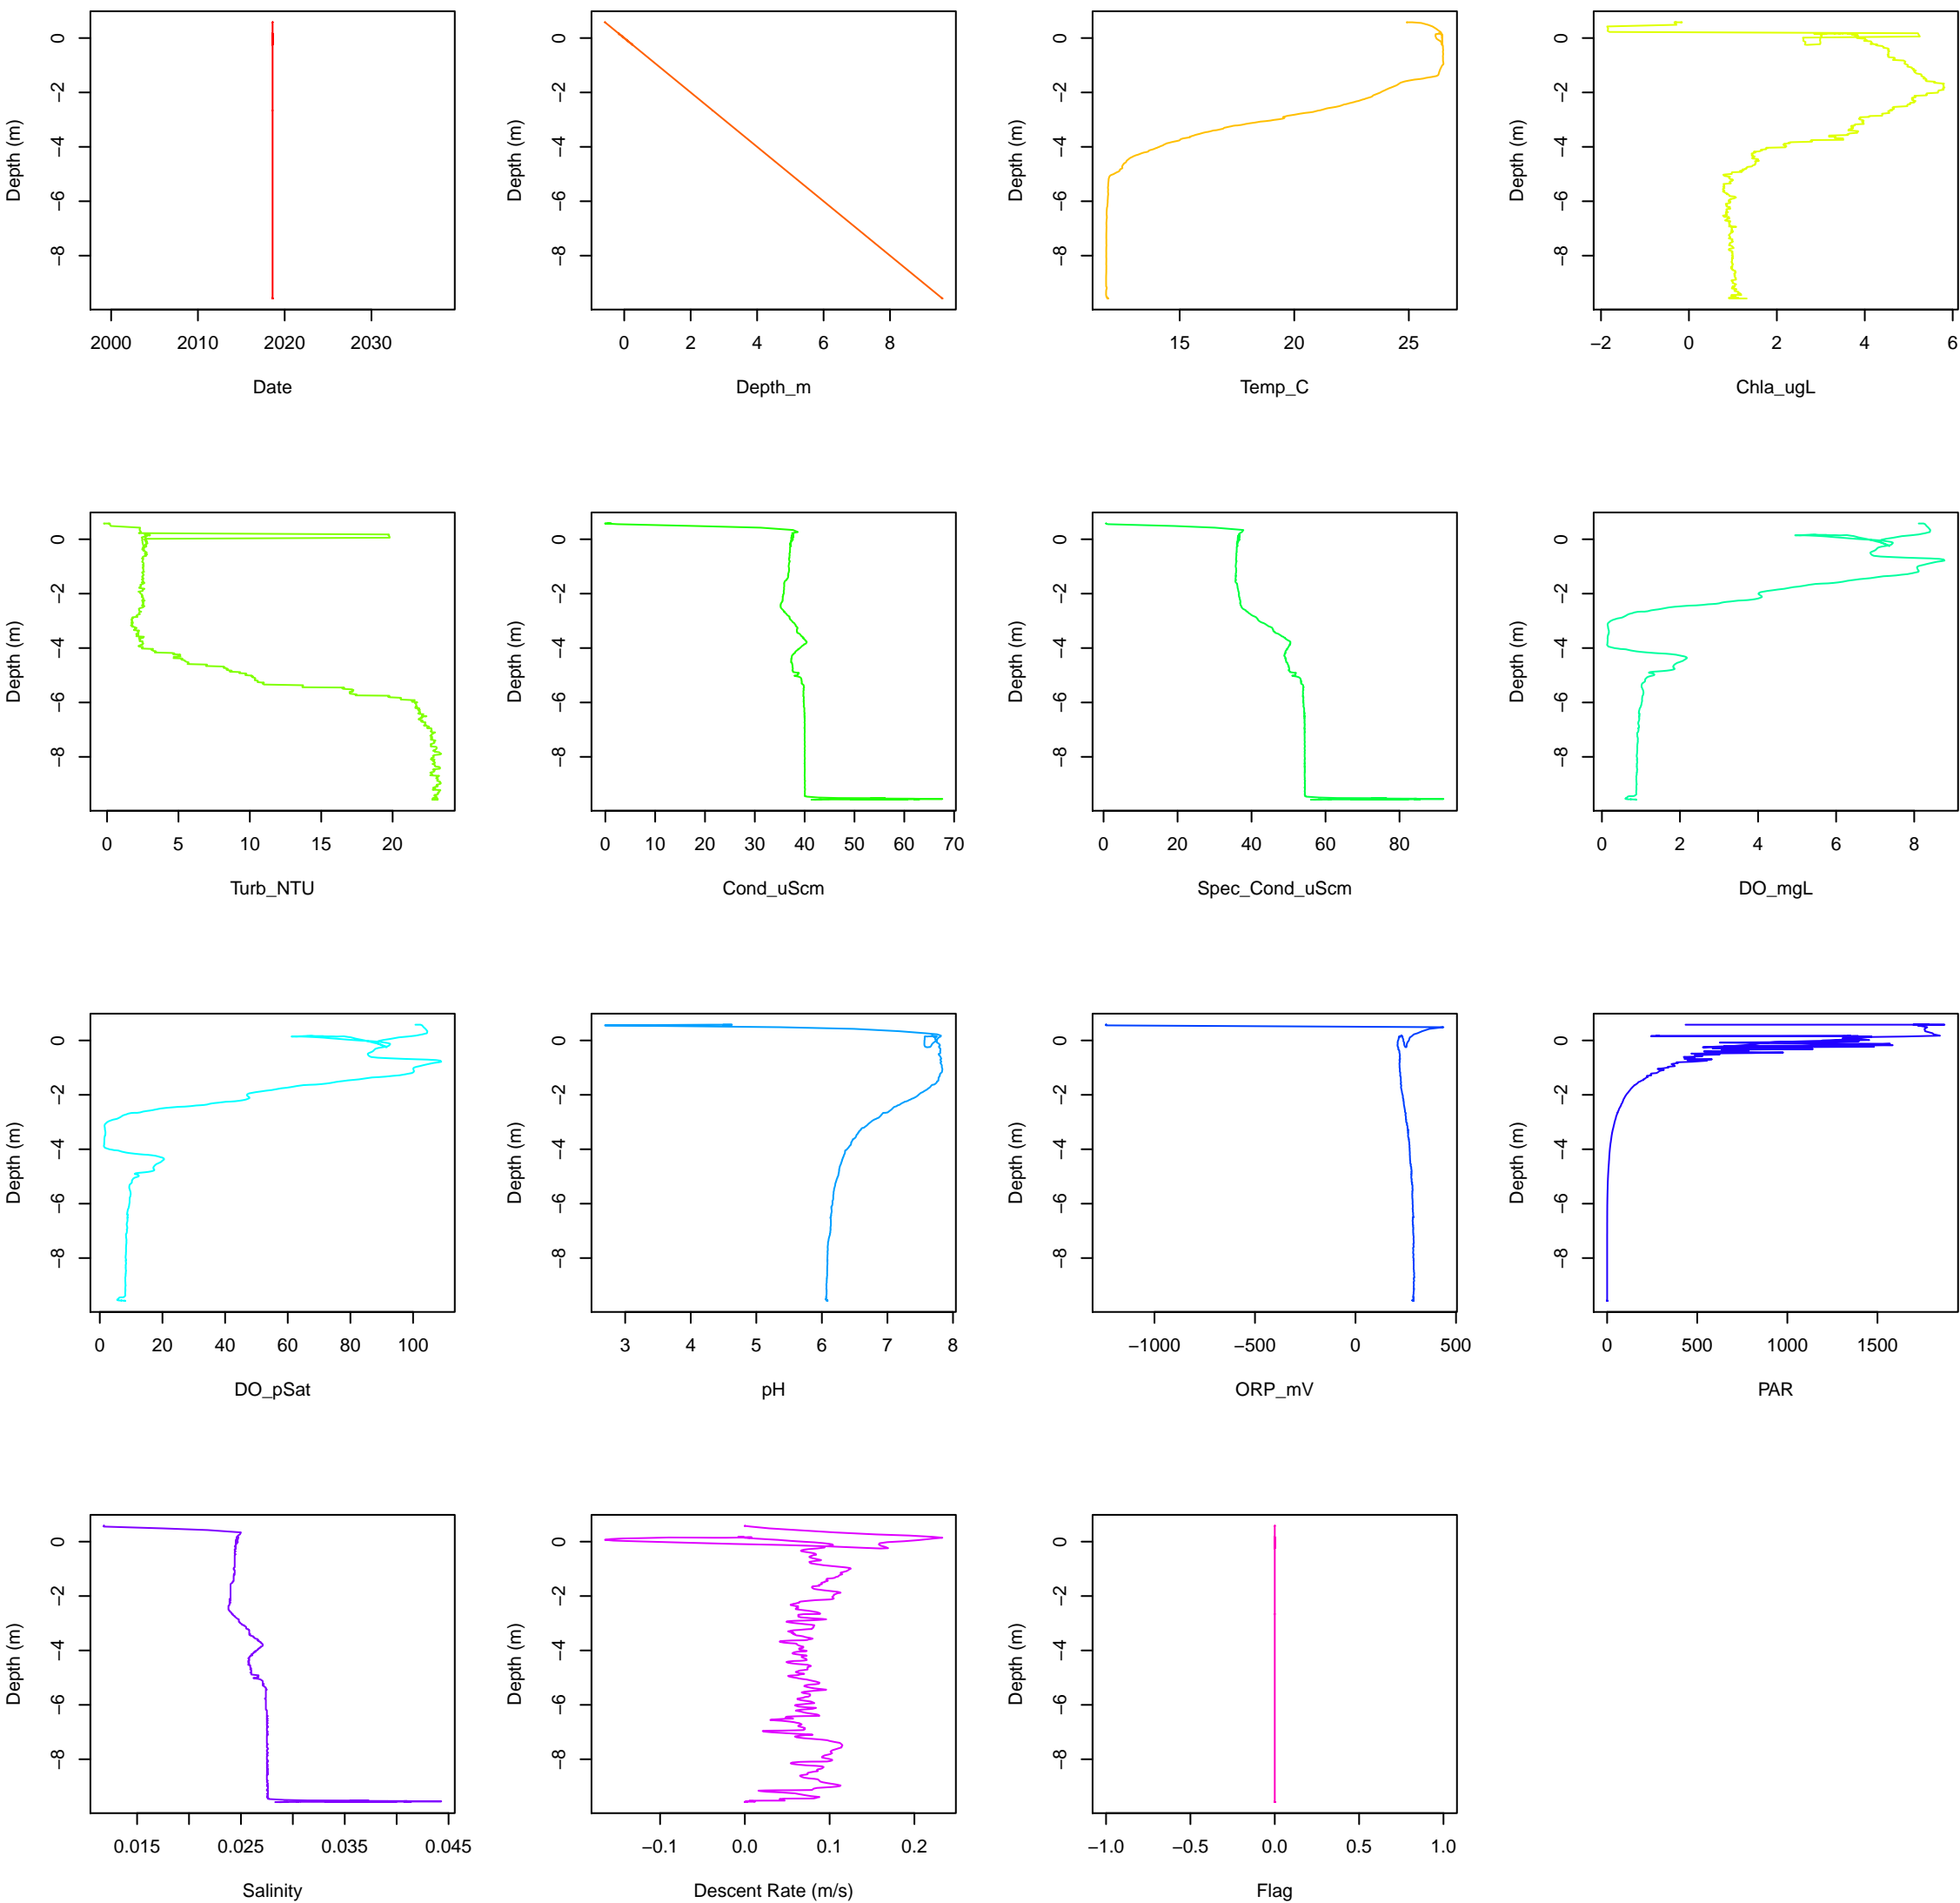 0
−2
−4
−6
−8
Depth (m)
2000 2010 2020 2030
Date
0
−2
−4
−6
−8
Depth (m)
0 2 4 6 8
Depth_m
0
−2
−4
−6
−8
Depth (m)
15 20 25
Temp_C
0
−2
−4
−6
−8
Depth (m)
−2 0 2 4 6
Chla_ugL
0
−2
−4
−6
−8
Depth (m)
0 5 10 15 20
Turb_NTU
0
−2
−4
−6
−8
Depth (m)
0 10 20 30 40 50 60 70
Cond_uScm
0
−2
−4
−6
−8
Depth (m)
0 20 40 60 80
Spec_Cond_uScm
0
−2
−4
−6
−8
Depth (m)
0 2 4 6 8
DO_mgL
0
−2
−4
−6
−8
Depth (m)
0 20 40 60 80 100
DO_pSat
0
−2
−4
−6
−8
Depth (m)
3 4 5 6 7 8
pH
0
−2
−4
−6
−8
Depth (m)
−1000 −500 0 500
ORP_mV
0
−2
−4
−6
−8
Depth (m)
0 500 1000 1500
PAR
0
−2
−4
−6
−8
Depth (m)
0.015 0.025 0.035 0.045
Salinity
0
−2
−4
−6
−8
Depth (m)
−0.1 0.0 0.1 0.2
Descent Rate (m/s)
0
−2
−4
−6
−8
Depth (m)
−1.0 −0.5 0.0 0.5 1.0
Flag